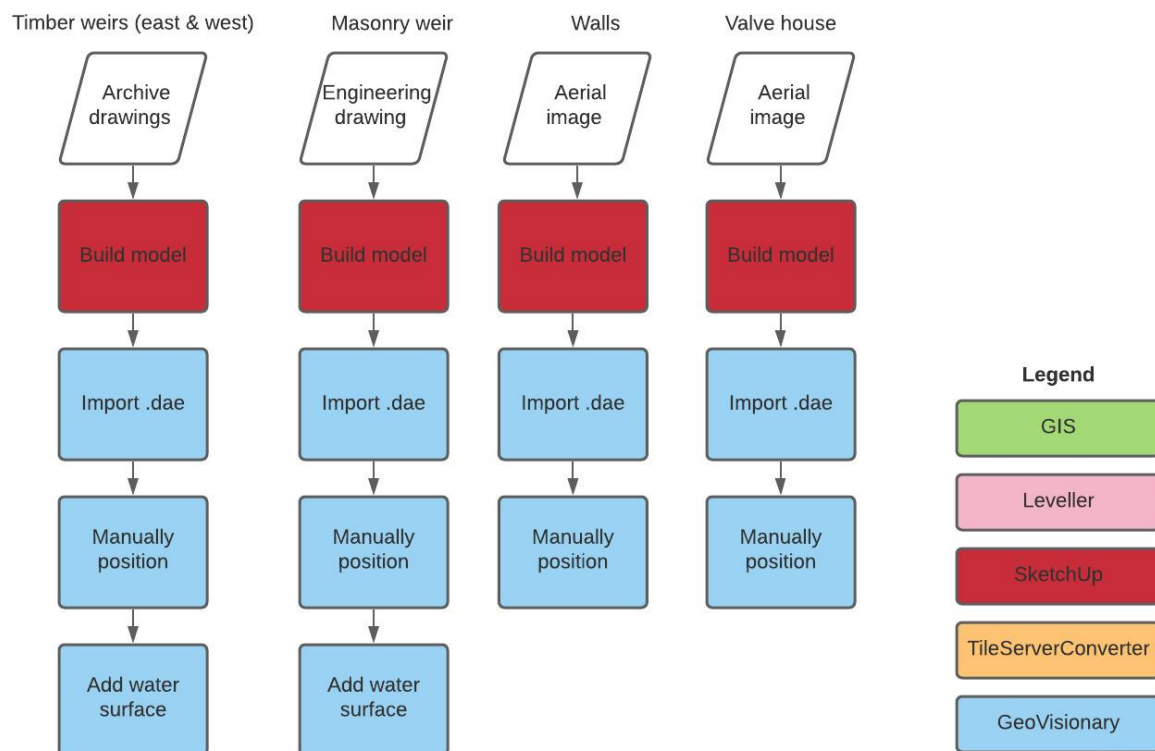 Timber weirs (east & west)
Masonry weir
Walls
Valve house
Archive
drawings
Engineering
drawing
Aerial
image
Aerial
image
Build model
Build model
Build model
Build model
Import .dae
Import .dae
Import .dae
Import .dae
Manually
position
Manually
position
Manually
position
Manually
position
Add water
surface
Add water
surface
Legend
GIS
Leveller
SketchUp
TileServerConverter
GeoVisionary